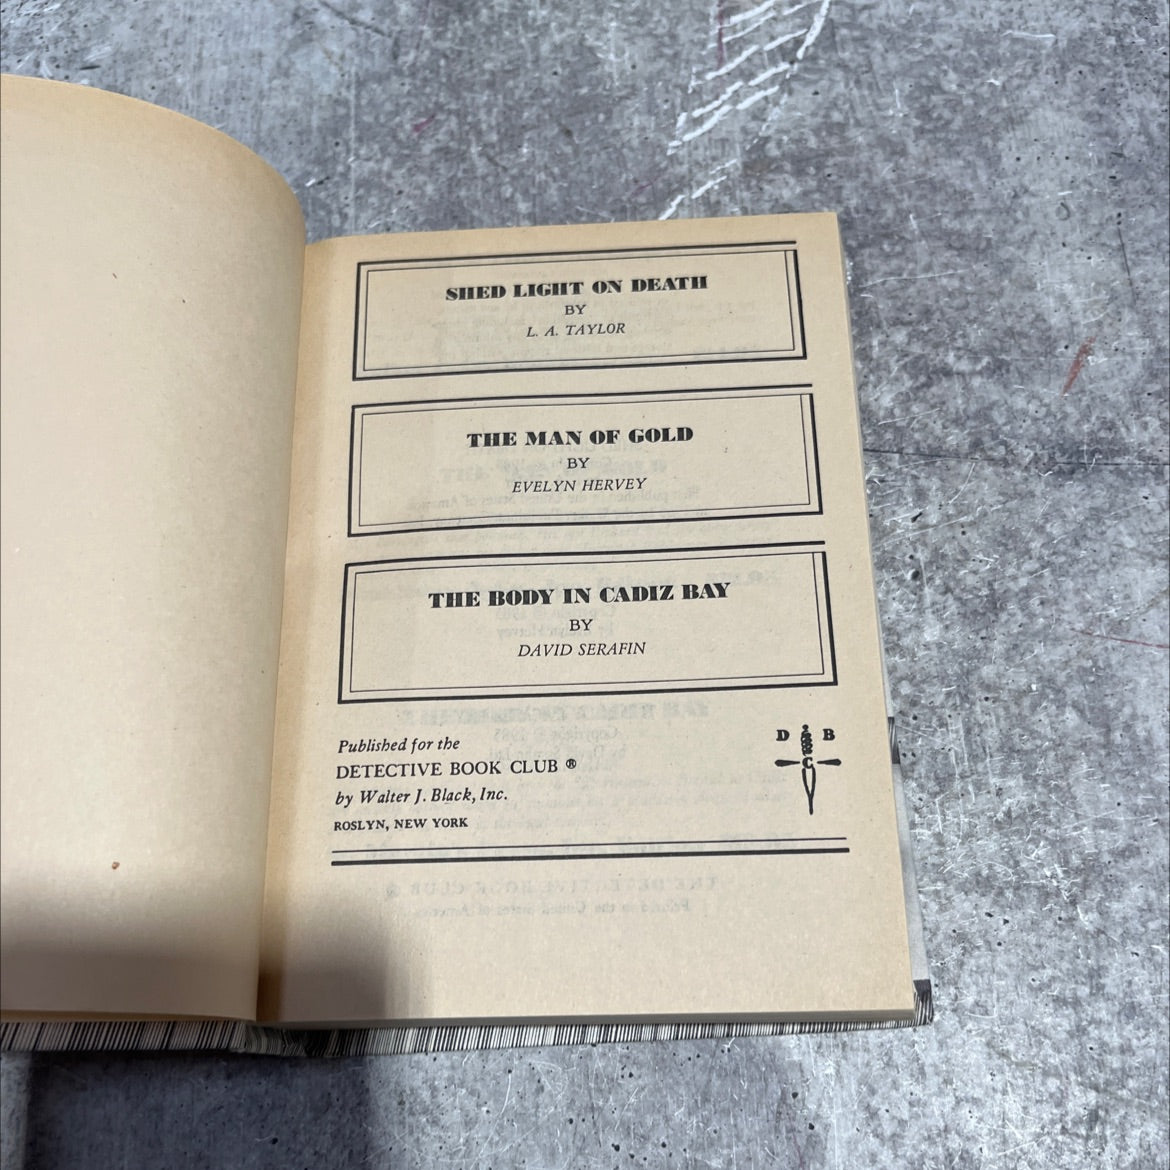 SHED LIGHT ON DEATH
BY
L. A. TAYLOR
THE MAN OF GOLD
BY
EVELYN HERVEY
THE BODY IN CADIZ BAY
BY
DAVID SERAFIN
Published for the
DETECTIVE BOOK CLUB ®
by Walter J. Black, Inc.
ROSLYN, NEW YORK
D B
C